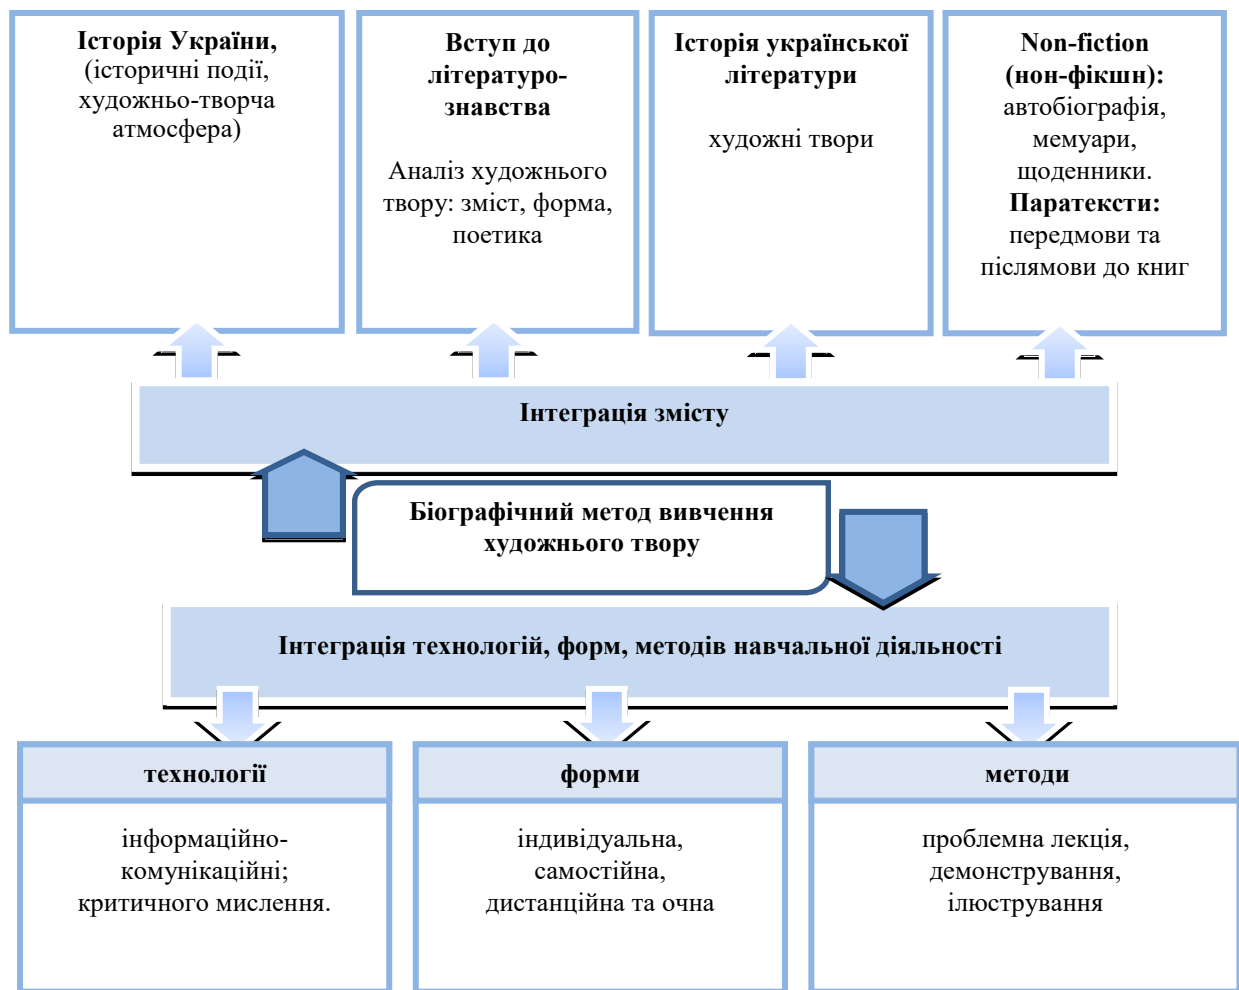 Історія України,
(історичні події,
художньо-творча
атмосфера)
Вступ до
літературо-
знавства
Аналіз художнього
твору: зміст, форма,
поетика
Історія української
літератури
художні твори
Non-fiction
(нон-фікшн):
автобіографія,
мемуари,
щоденники.
Паратексти:
передмови та
післямови до книг
Інтеграція змісту
Біографічний метод вивчення
художнього твору
Інтеграція технологій, форм, методів навчальної діяльності
технології
інформаційно-
комунікаційні;
критичного мислення.
форми
індивідуальна,
самостійна,
дистанційна та очна
методи
проблемна лекція,
демонстрування,
ілюстрування